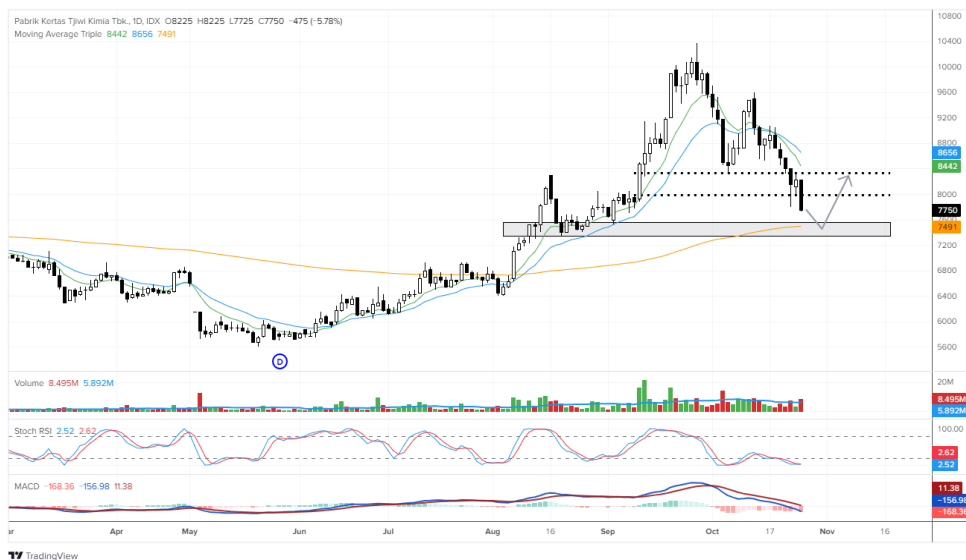 Pabrik Kertas Tjiwi Kimia Tbk., 1D, IDX O8225 H8225 L7725 C7750 −475 (−5.78%)
Moving Average Triple 8442 8656 7491
10800
10400
10000
9600
9200
8800
8656
8442
8000
7750
7491
7200
6800
6400
6000
5600
D
Volume 8.495M 5.892M
20M
8.495M
5.892M
Stoch RSI 2.52 2.62
100.00
2.62
2.52
MACD −168.36 −156.98 11.38
11.38
−156.98
−168.36
Apr May Jun Jul Aug 16 Sep Oct 17 Nov 16
TradingView